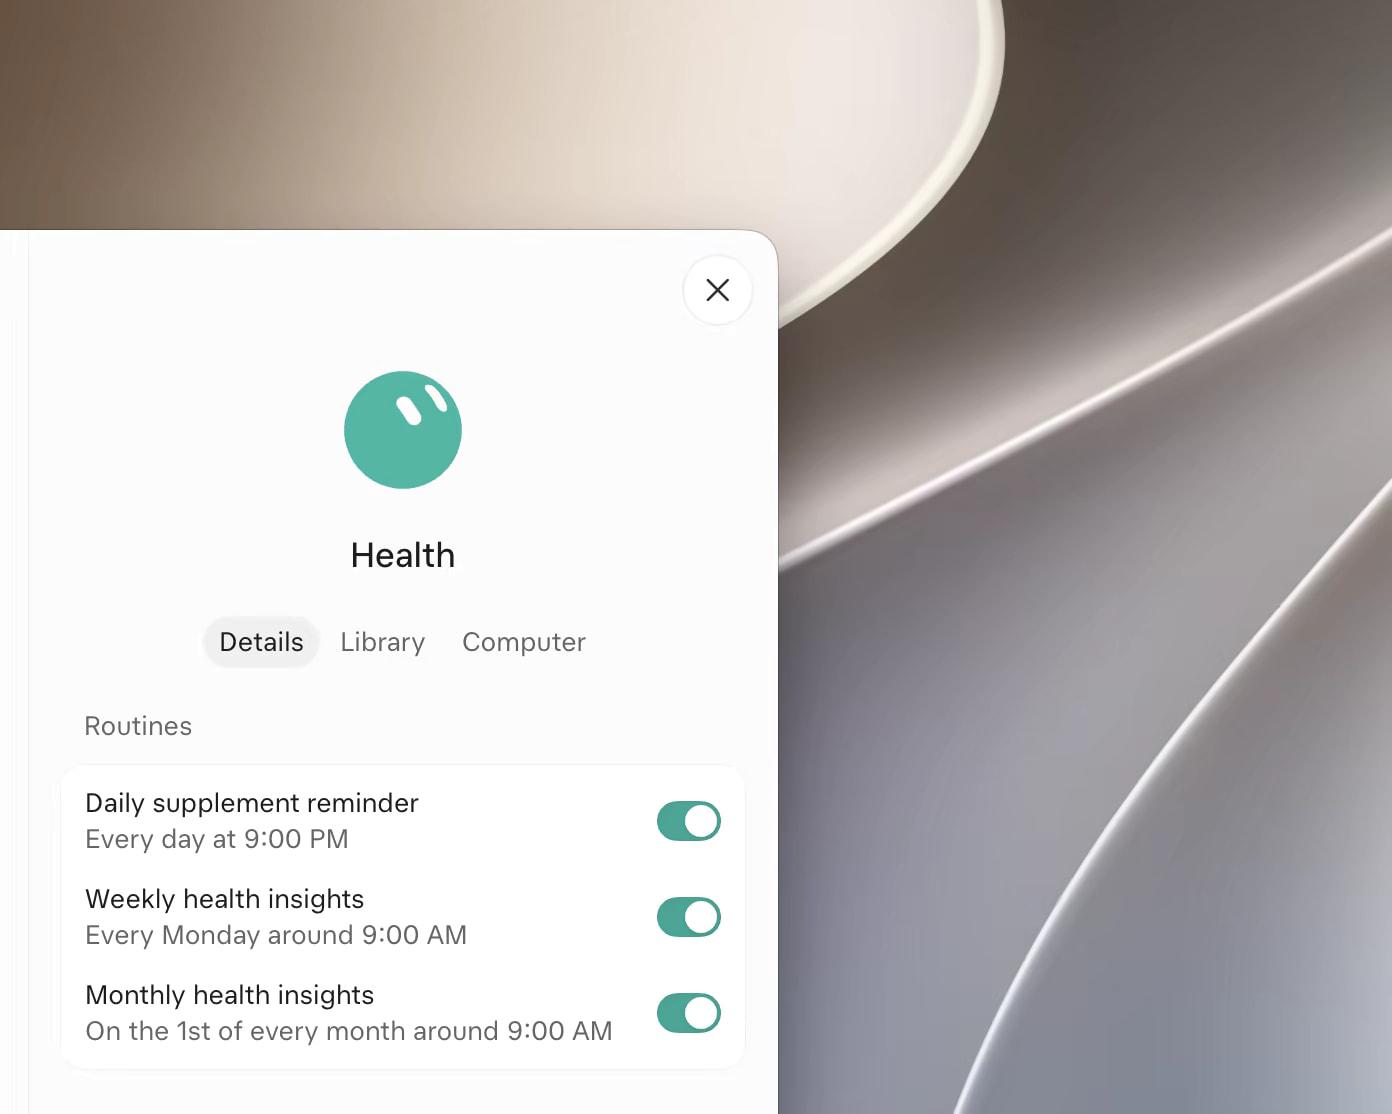 Health
Details Library Computer
Routines
Daily supplement reminder
Every day at 9:00 PM
Weekly health insights
Every Monday around 9:00 AM
Monthly health insights
On the 1st of every month around 9:00 AM